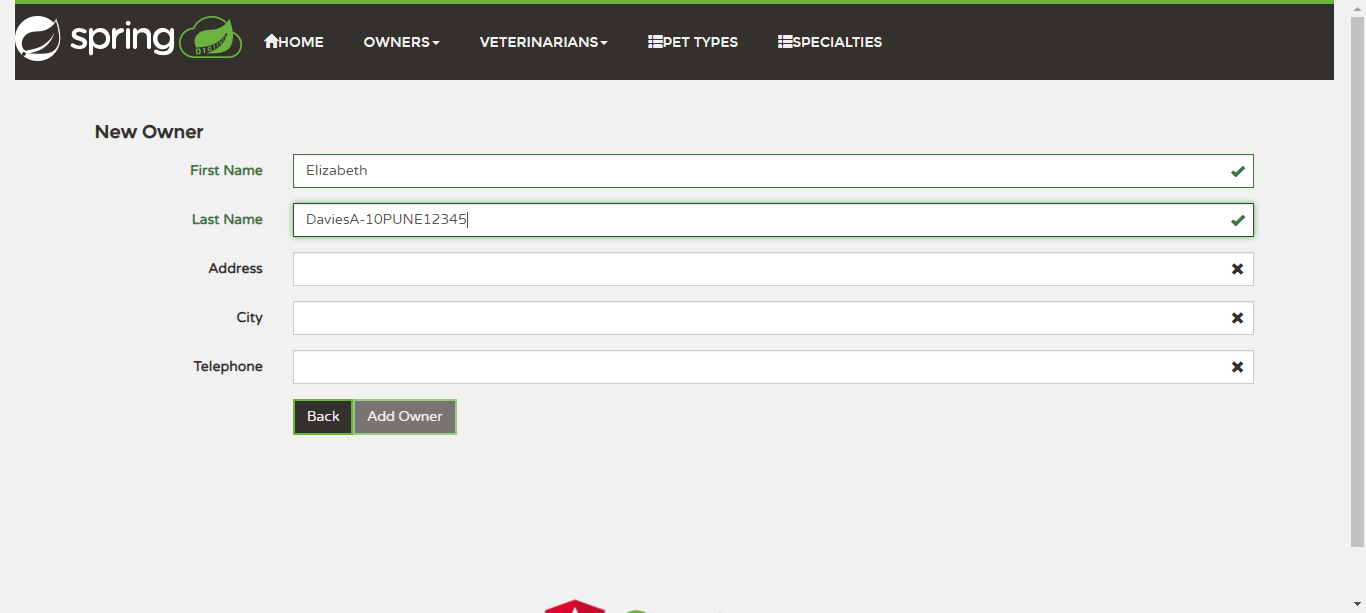 spring HOME OWNERS VETERINARIANS PET TYPES SPECIALTIES
New Owner
First Name Elizabeth
Last Name DaviesA-10PUNE12345
Address
City
Telephone
Back Add Owner